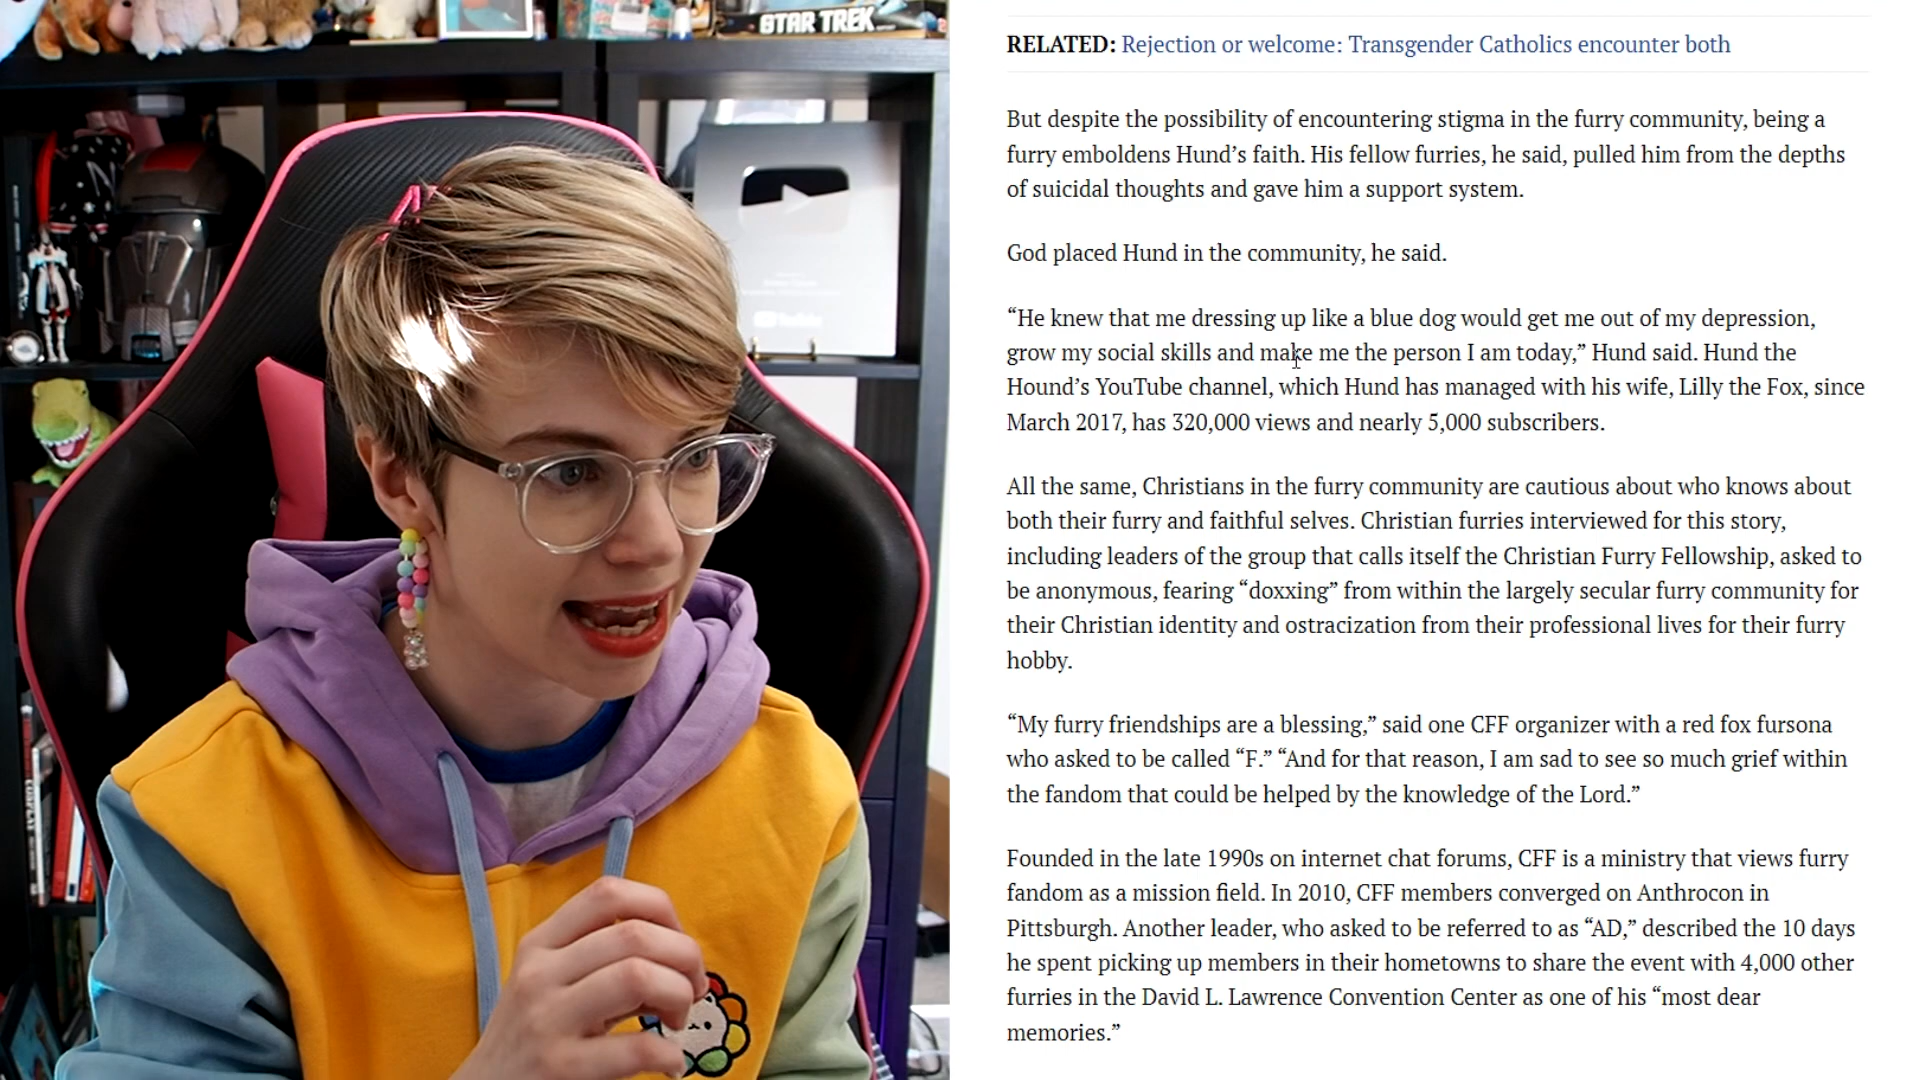 STAR TREK
RELATED: Rejection or welcome: Transgender Catholics encounter both
But despite the possibility of encountering stigma in the furry community, being a
furry emboldens Hund’s faith. His fellow furries, he said, pulled him from the depths
of suicidal thoughts and gave him a support system.
God placed Hund in the community, he said.
“He knew that me dressing up like a blue dog would get me out of my depression,
grow my social skills and make me the person I am today,” Hund said. Hund the
Hound’s YouTube channel, which Hund has managed with his wife, Lilly the Fox, since
March 2017, has 320,000 views and nearly 5,000 subscribers.
All the same, Christians in the furry community are cautious about who knows about
both their furry and faithful selves. Christian furries interviewed for this story,
including leaders of the group that calls itself the Christian Furry Fellowship, asked to
be anonymous, fearing “doxxing” from within the largely secular furry community for
their Christian identity and ostracization from their professional lives for their furry
hobby.
“My furry friendships are a blessing,” said one CFF organizer with a red fox fursona
who asked to be called “F.” “And for that reason, I am sad to see so much grief within
the fandom that could be helped by the knowledge of the Lord.”
Founded in the late 1990s on internet chat forums, CFF is a ministry that views furry
fandom as a mission field. In 2010, CFF members converged on Anthrocon in
Pittsburgh. Another leader, who asked to be referred to as “AD,” described the 10 days
he spent picking up members in their hometowns to share the event with 4,000 other
furries in the David L. Lawrence Convention Center as one of his “most dear
memories.”